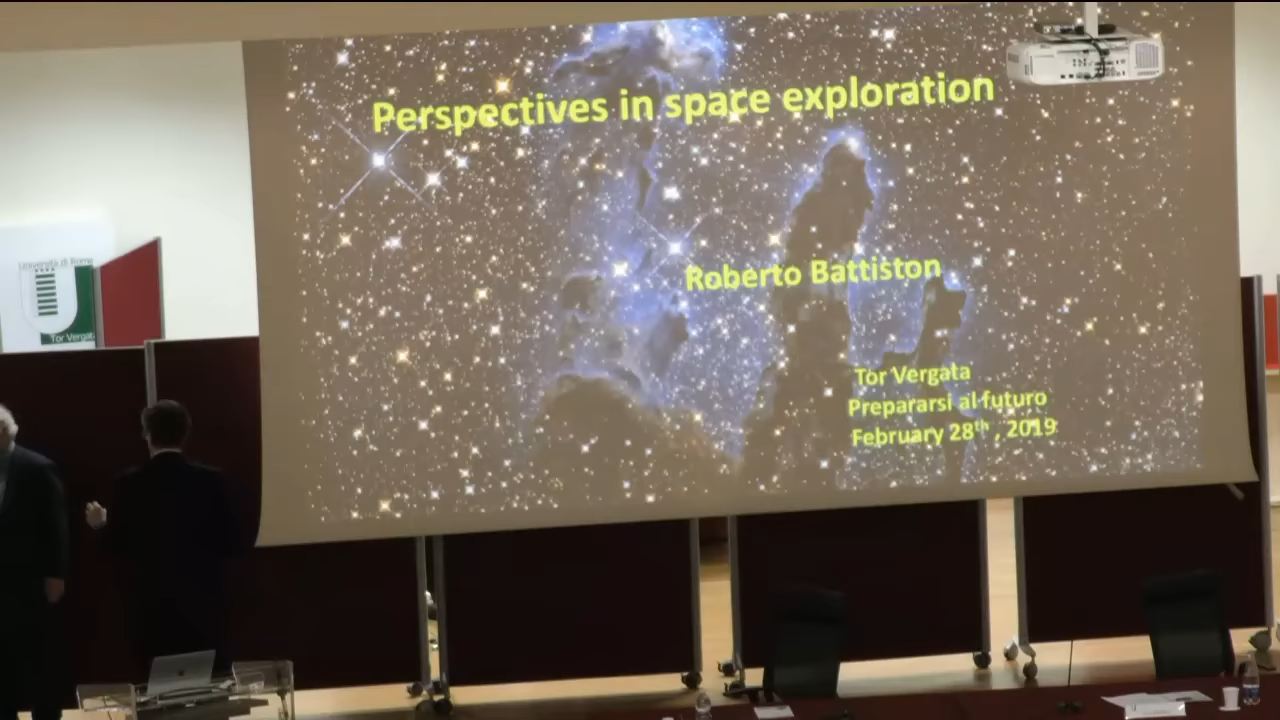 Perspectives in space exploration
Roberto Battiston
Tor Vergata
Prepararsi al futuro
February 28th , 2019
Università di Roma
Tor Vergata